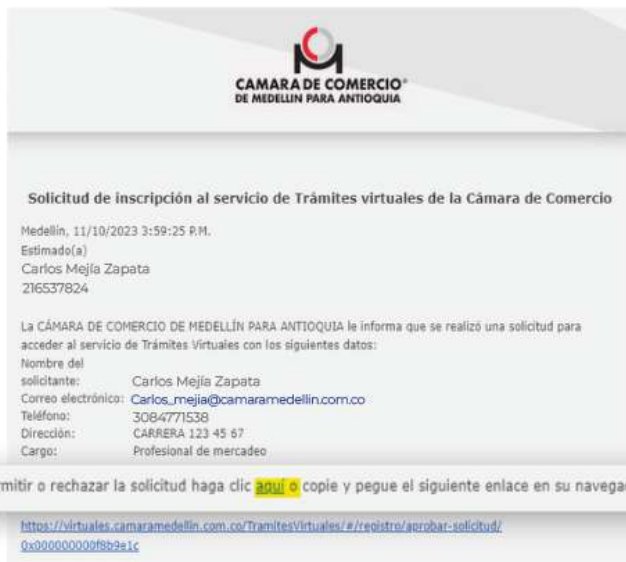 CAMARA DE COMERCIO®
DE MEDELLIN PARA ANTIOQUIA
Solicitud de inscripción al servicio de Trámites virtuales de la Cámara de Comercio
Medellín, 11/10/2023 3:59:25 P.M.
Estimado(a)
Carlos Mejía Zapata
216537824
La CÁMARA DE COMERCIO DE MEDELLÍN PARA ANTIOQUIA le informa que se realizó una solicitud para
acceder al servicio de Trámites Virtuales con los siguientes datos:
Nombre del
solicitante: Carlos Mejía Zapata
Correo electrónico: Carlos_mejia@camaramedellin.com.co
Teléfono: 3084771538
Dirección: CARRERA 123 45 67
Cargo: Profesional de mercadeo
mitir o rechazar la solicitud haga clic aquí o copie y pegue el siguiente enlace en su navega
https://virtuales.camaramedellin.com.co/TramitesVirtuales/#/registro/aprobar-solicitud/
0x000000000f8b9e1c